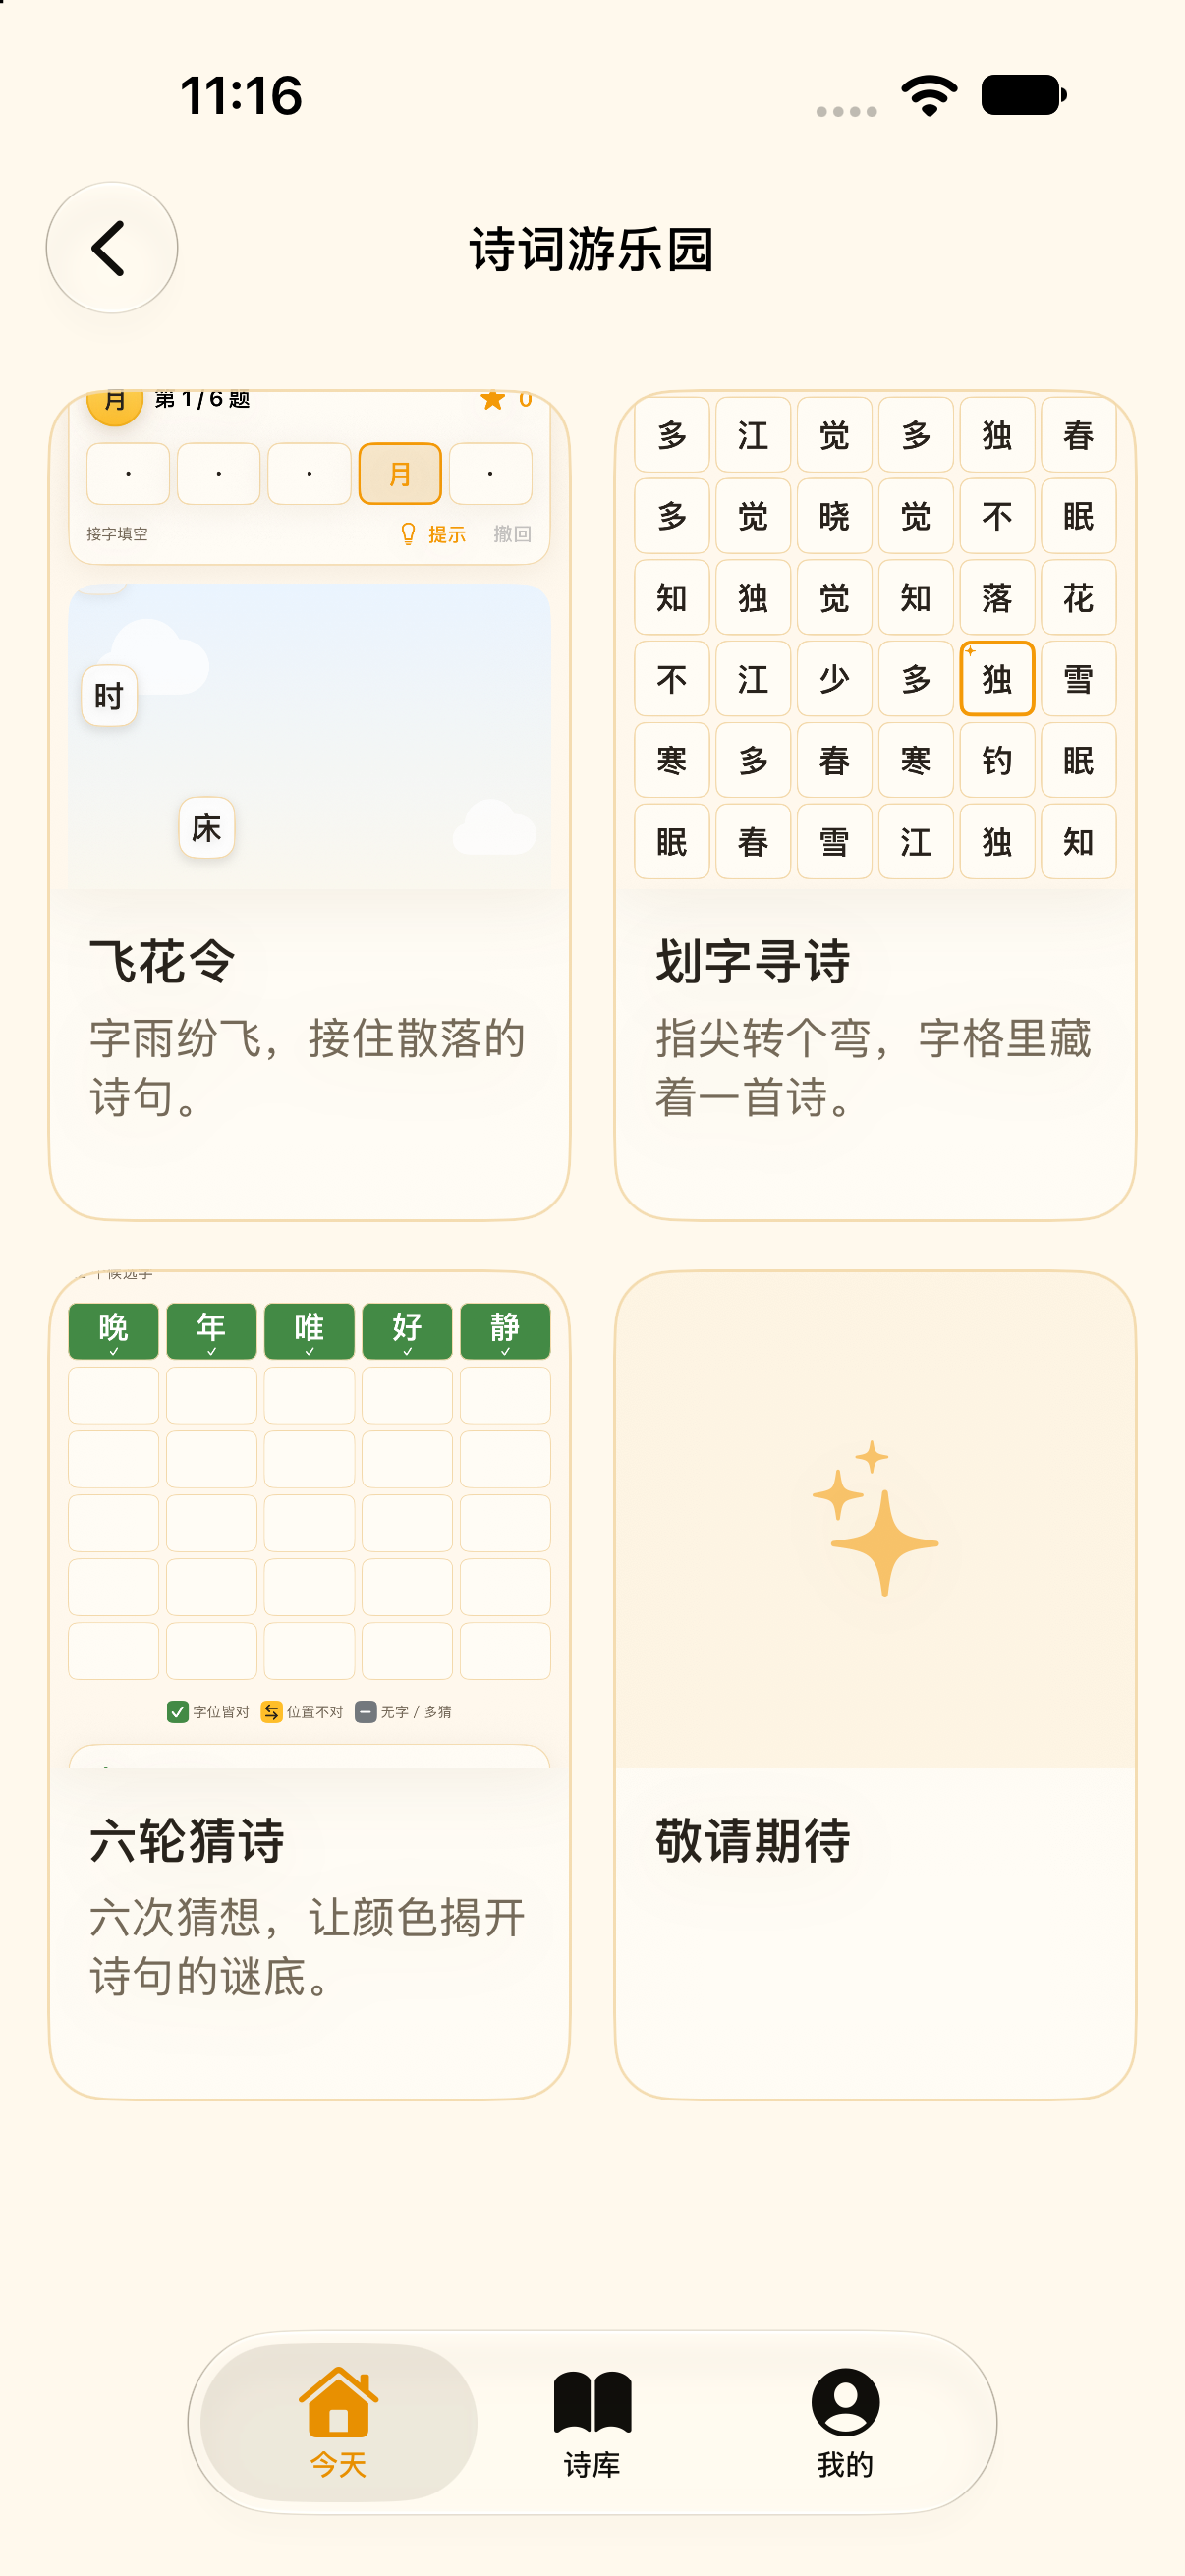 11:16
诗词游乐园
月 第 1 / 6 题 0
· · · 月 ·
接字填空 提示 撤回
时
床
飞花令
字雨纷飞，接住散落的
诗句。
多 江 觉 多 独 春
多 觉 晓 觉 不 眠
知 独 觉 知 落 花
不 江 少 多 独 雪
寒 多 春 寒 钓 眠
眠 春 雪 江 独 知
划字寻诗
指尖转个弯，字格里藏
着一首诗。
个候选字
晚 年 唯 好 静
字位皆对 位置不对 无字 / 多猜
六轮猜诗
六次猜想，让颜色揭开
诗句的谜底。
敬请期待
今天 诗库 我的